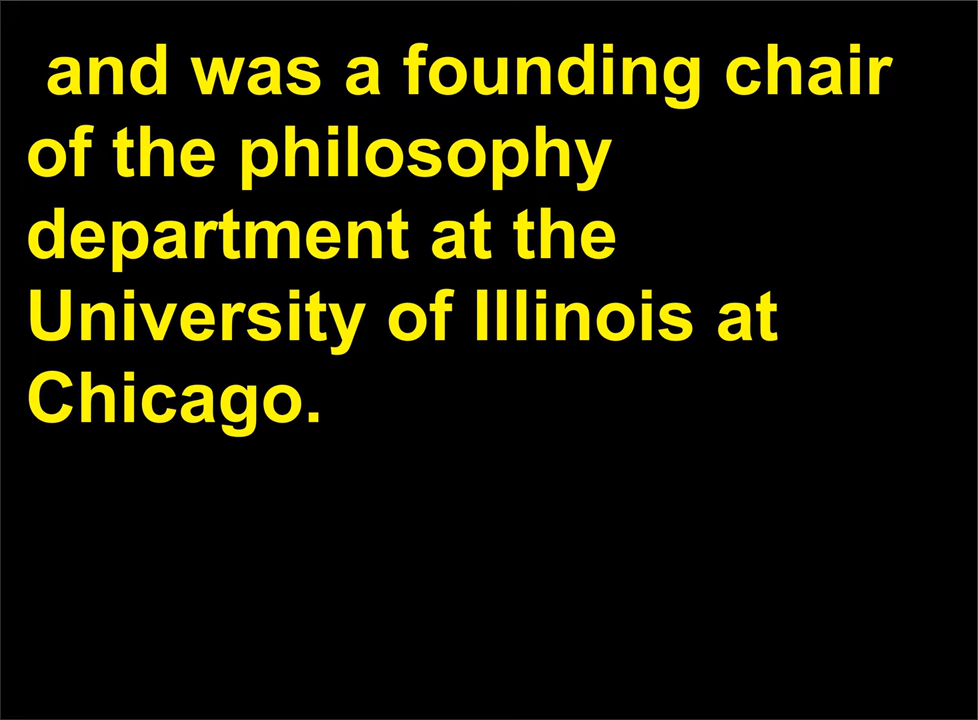 and was a founding chair
of the philosophy
department at the
University of Illinois at
Chicago.